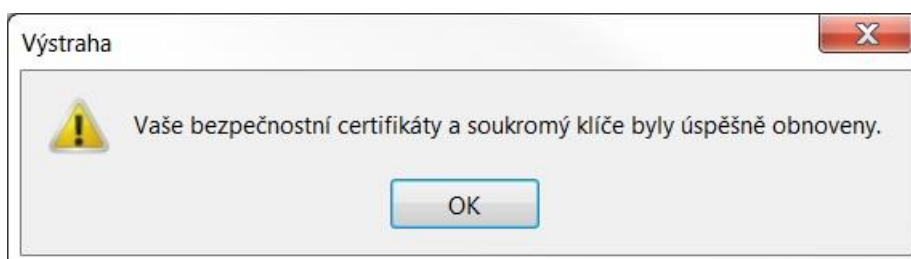 Výstraha
Vaše bezpečnostní certifikáty a soukromý klíče byly úspěšně obnoveny.
OK